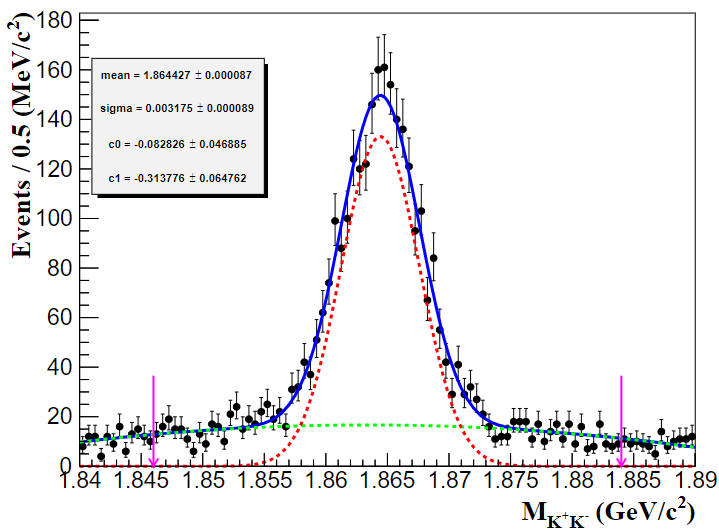 Events / 0.5 (MeV/c²)
180
160
140
120
100
80
60
40
20
0
mean = 1.864427 ± 0.000087
sigma = 0.003175 ± 0.000089
c0 = -0.082826 ± 0.046885
c1 = -0.313776 ± 0.064762
1.84 1.845 1.85 1.855 1.86 1.865 1.87 1.875 1.88 1.885 1.89
M_K⁺K⁻ (GeV/c²)